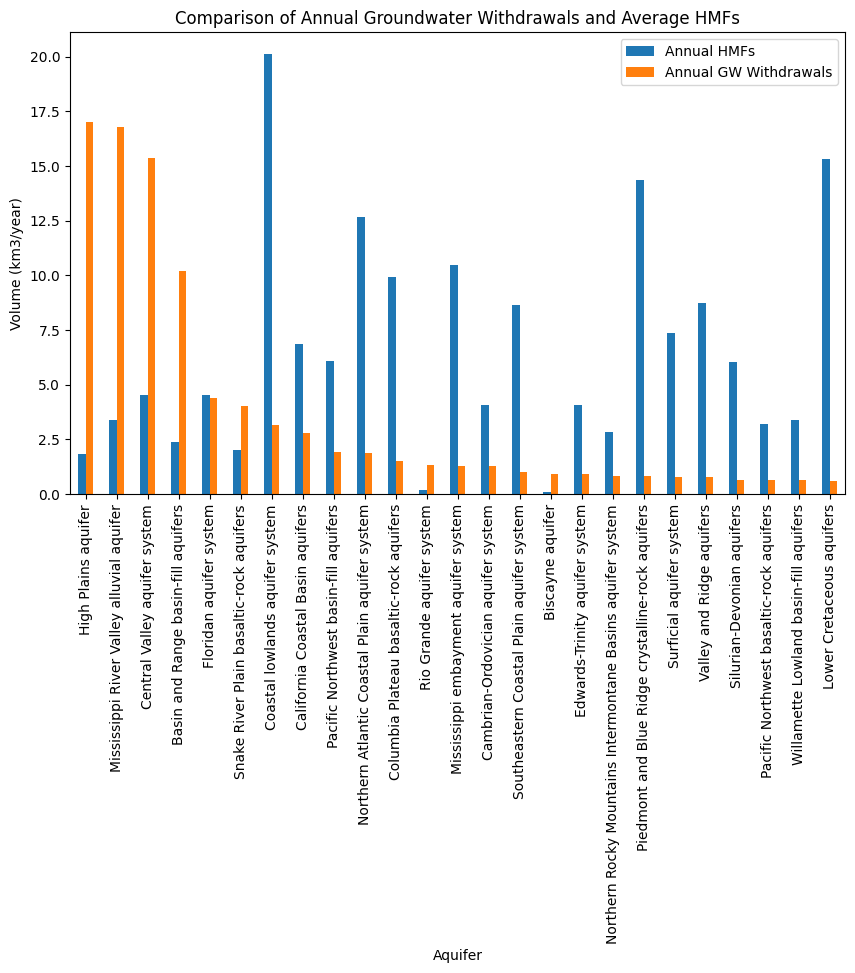 Comparison of Annual Groundwater Withdrawals and Average HMFs
Annual HMFs
Annual GW Withdrawals
Volume (km3/year)
20.0
17.5
15.0
12.5
10.0
7.5
5.0
2.5
0.0
High Plains aquifer
Mississippi River Valley alluvial aquifer
Central Valley aquifer system
Basin and Range basin-fill aquifers
Floridan aquifer system
Snake River Plain basaltic-rock aquifers
Coastal lowlands aquifer system
California Coastal Basin aquifers
Pacific Northwest basin-fill aquifers
Northern Atlantic Coastal Plain aquifer system
Columbia Plateau basaltic-rock aquifers
Rio Grande aquifer system
Mississippi embayment aquifer system
Cambrian-Ordovician aquifer system
Southeastern Coastal Plain aquifer system
Biscayne aquifer
Edwards-Trinity aquifer system
Northern Rocky Mountains Intermontane Basins aquifer system
Piedmont and Blue Ridge crystalline-rock aquifers
Surficial aquifer system
Valley and Ridge aquifers
Silurian-Devonian aquifers
Pacific Northwest basaltic-rock aquifers
Willamette Lowland basin-fill aquifers
Lower Cretaceous aquifers
Aquifer